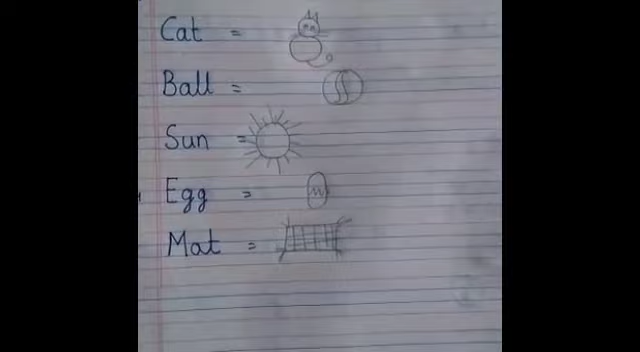 Cat =
Ball =
Sun =
Egg =
Mat =